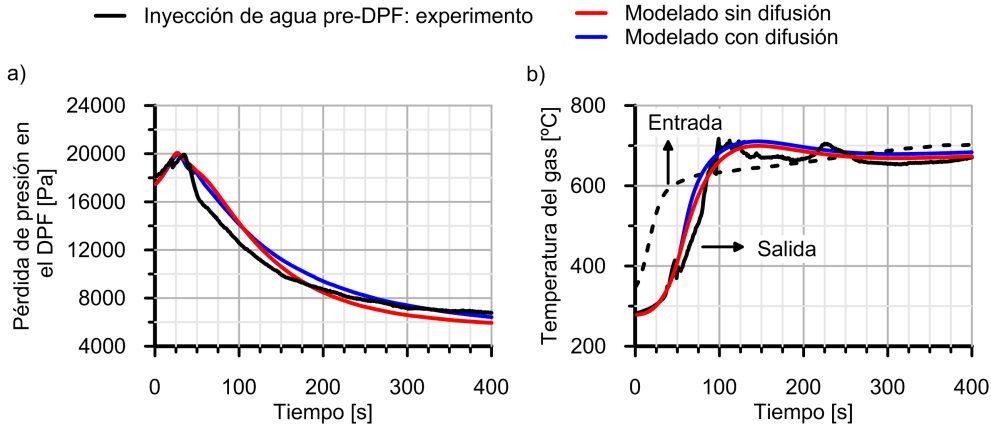 Inyección de agua pre-DPF: experimento
Modelado sin difusión
Modelado con difusión
a)
Pérdida de presión en
el DPF [Pa]
24000
20000
16000
12000
8000
4000
0
100
200
300
400
Tiempo [s]
b)
Temperatura del gas [ºC]
800
600
400
200
Entrada
Salida
0
100
200
300
400
Tiempo [s]